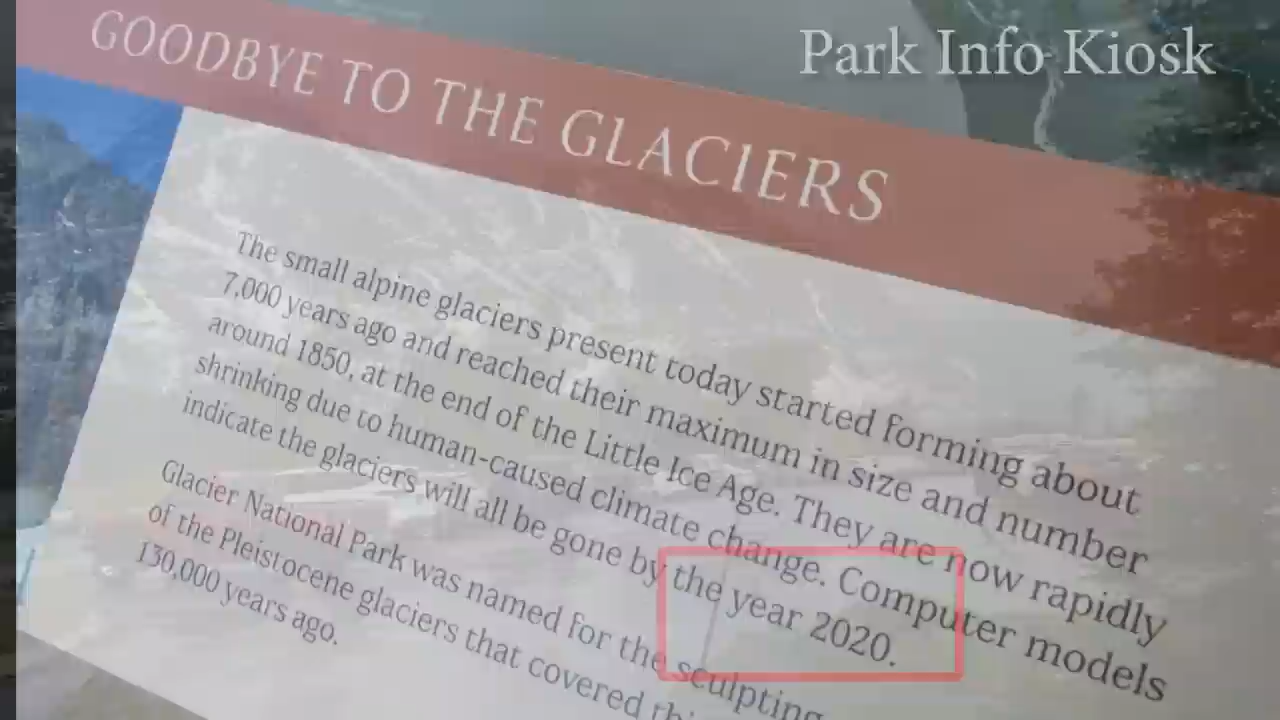 Park Info Kiosk
GOODBYE TO THE GLACIERS
The small alpine glaciers present today started forming about
7,000 years ago and reached their maximum in size and number
around 1850, at the end of the Little Ice Age. They are now rapidly
shrinking due to human-caused climate change. Computer models
indicate the glaciers will all be gone by the year 2020.
Glacier National Park was named for the sculpting
of the Pleistocene glaciers that covered
130,000 years ago.